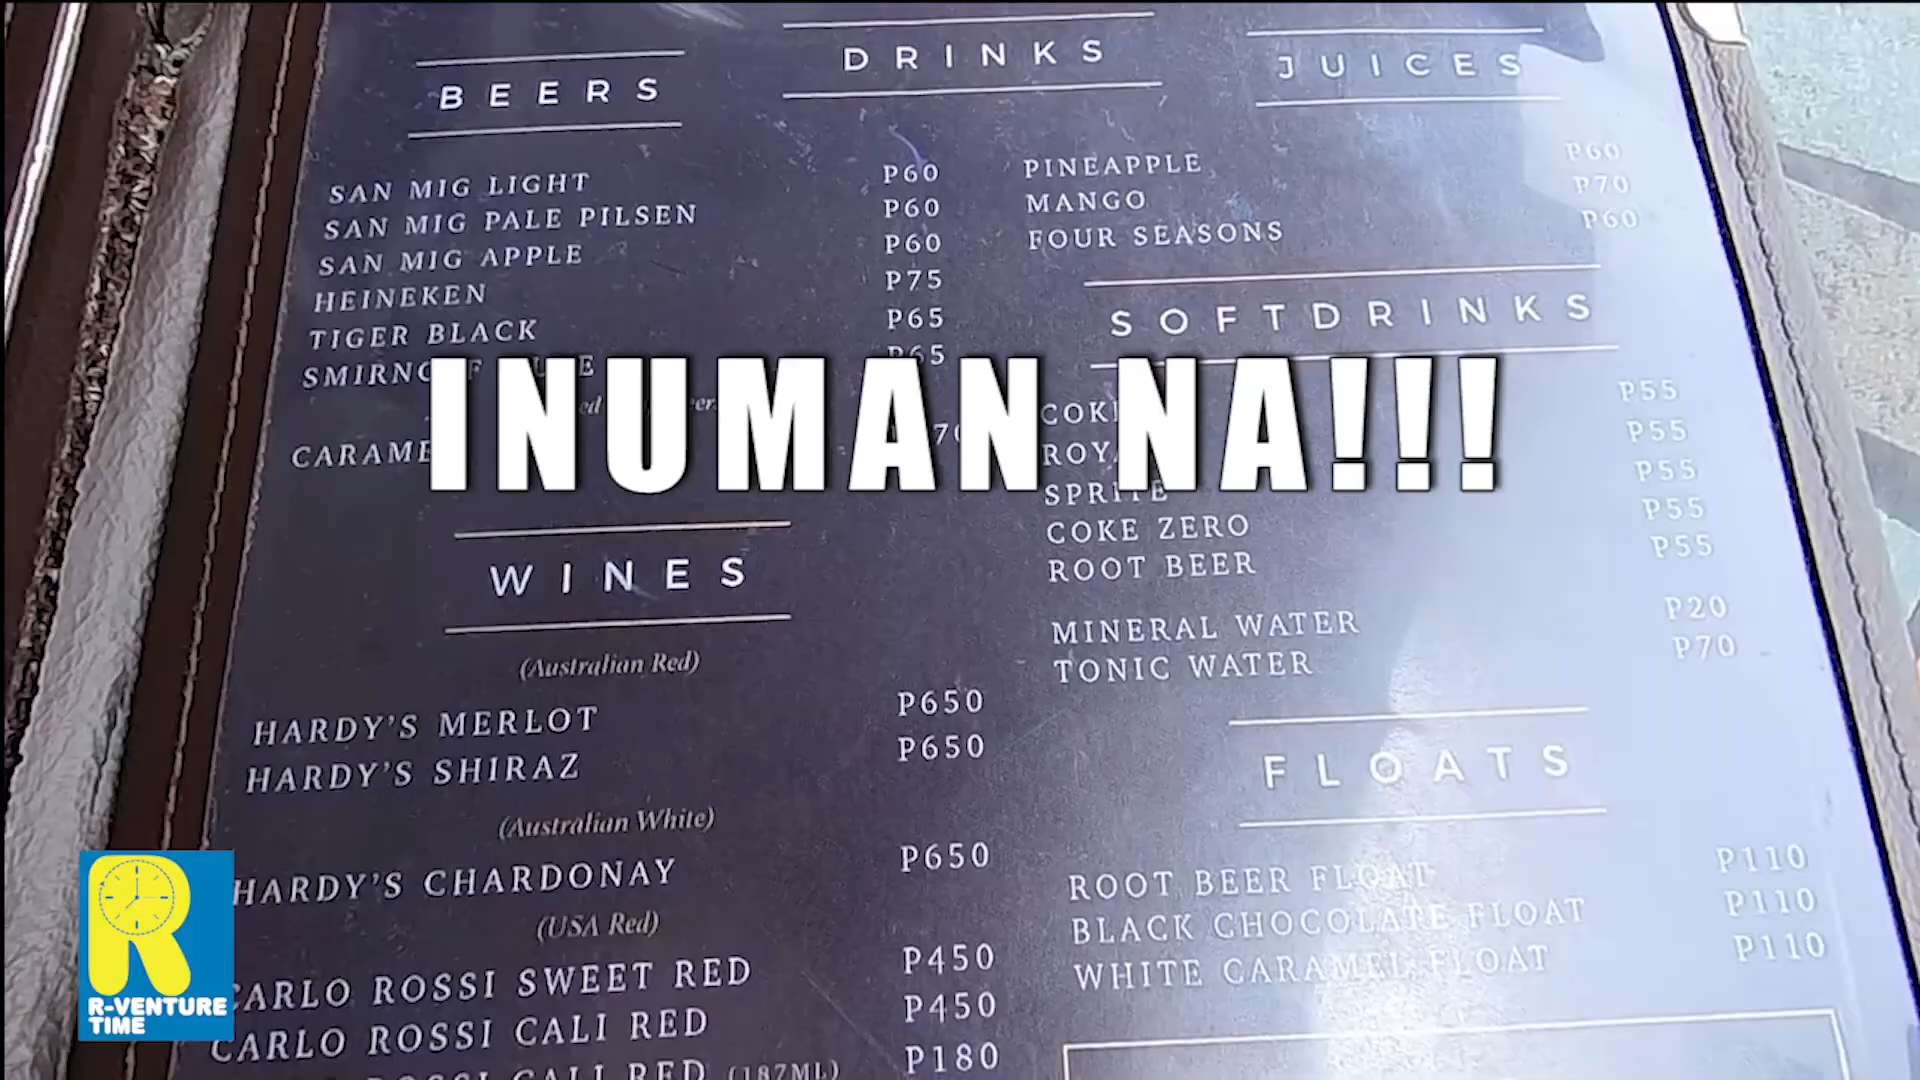 DRINKS
BEERS
SAN MIG LIGHT P60
SAN MIG PALE PILSEN P60
SAN MIG APPLE P60
HEINEKEN P75
TIGER BLACK P65
P65
WINES
(Australian Red)
HARDY'S MERLOT P650
HARDY'S SHIRAZ P650
(Australian White)
HARDY'S CHARDONAY P650
(USA Red)
CARLO ROSSI SWEET RED P450
CARLO ROSSI CALI RED P450
CALI RED (187ML) P180
JUICES
PINEAPPLE P60
MANGO P70
FOUR SEASONS P60
SOFTDRINKS
P55
P55
SPRITE P55
COKE ZERO P55
ROOT BEER P55
MINERAL WATER P20
TONIC WATER P70
FLOATS
ROOT BEER FLOAT P110
BLACK CHOCOLATE FLOAT P110
WHITE CARAMEL FLOAT P110
INUMAN NA!!!
R
R-VENTURE
TIME